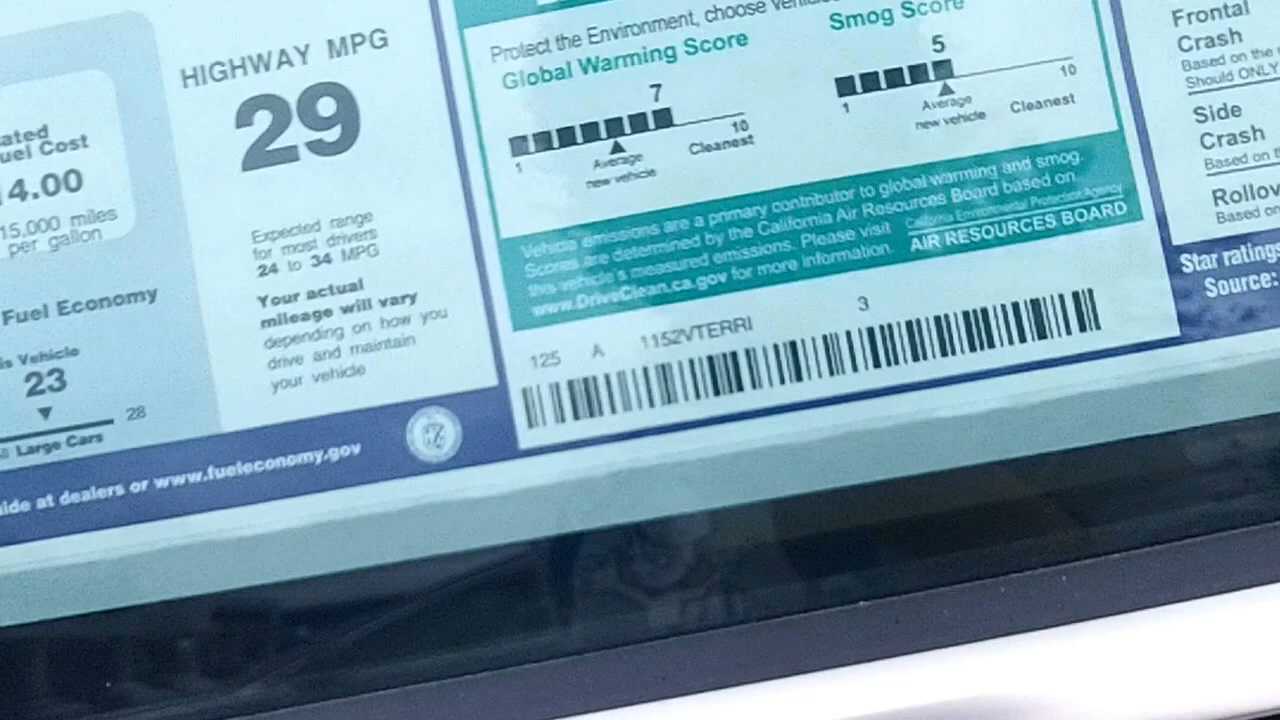 ated
uel Cost
14.00
15,000 miles
per gallon
Fuel Economy
is Vehicle
23
28
Large Cars
ide at dealers or www.fueleconomy.gov
HIGHWAY MPG
29
Expected range
for most drivers
24 to 34 MPG
Your actual
mileage will vary
depending on how you
drive and maintain
your vehicle
Protect the Environment, choose vehicle
Global Warming Score
7
1
10
Average
new vehicle
Cleanest
Smog Score
5
1
10
Average
new vehicle
Cleanest
Vehicle emissions are a primary contributor to global warming and smog.
Scores are determined by the California Air Resources Board based on
this vehicle's measured emissions. Please visit
www.DriveClean.ca.gov for more information.
California Environmental Protection Agency
AIR RESOURCES BOARD
125 A 1152VTERRI 3
Frontal
Crash
Based on the
Should ONLY
Side
Crash
Based on
Rollov
Based on
Star ratings
Source: